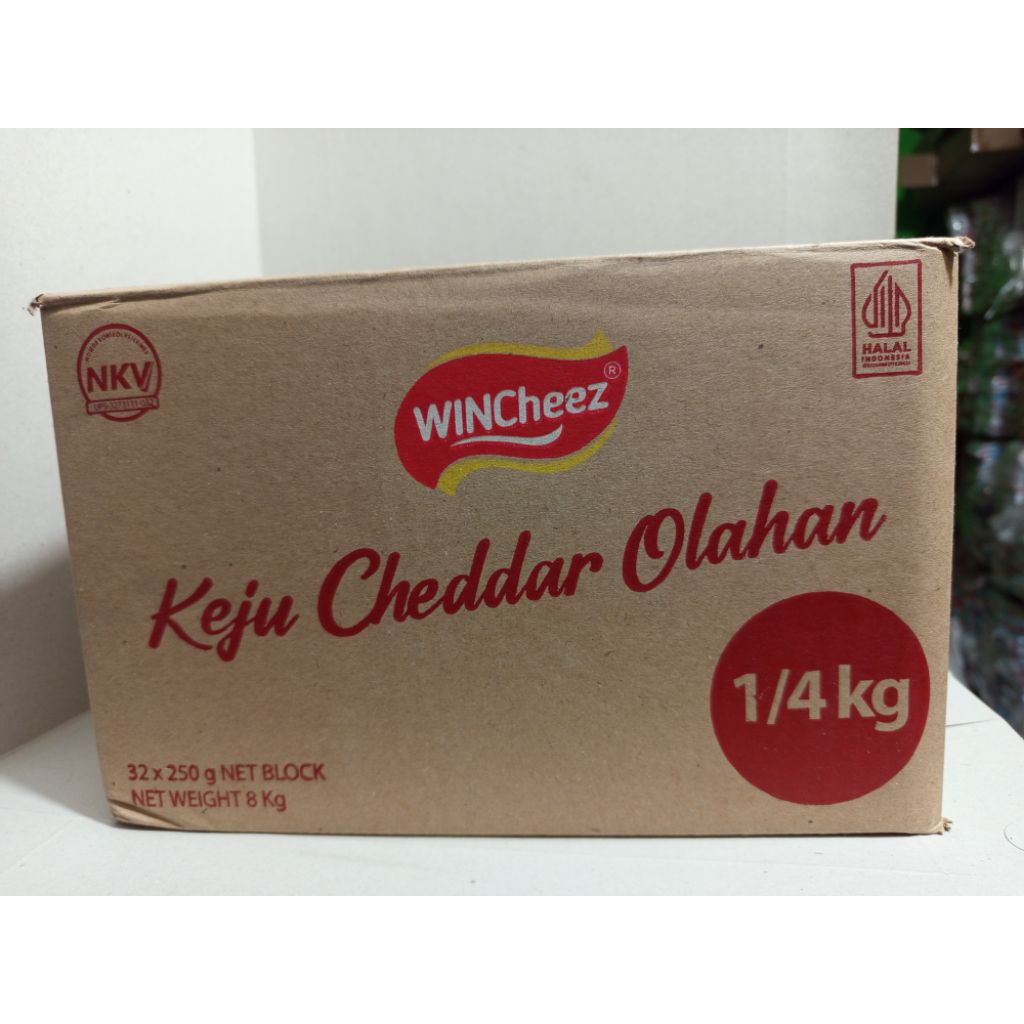 NKV
WINCheez ®
HALAL
INDONESIA
Keju Cheddar Olahan
1/4 kg
32 x 250 g NET BLOCK
NET WEIGHT 8 Kg